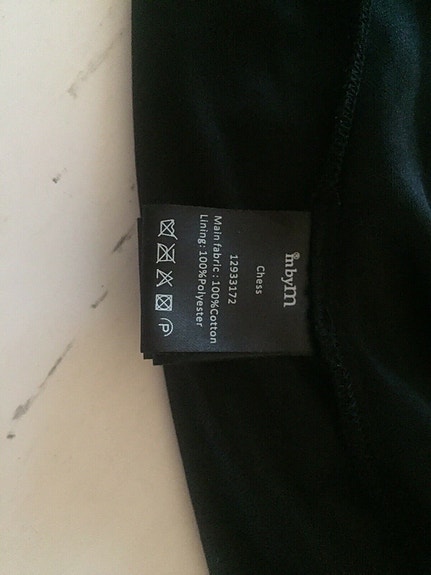 mbym
Chess
12933172
Main fabric: 100%Cotton
Lining: 100%Polyester
P